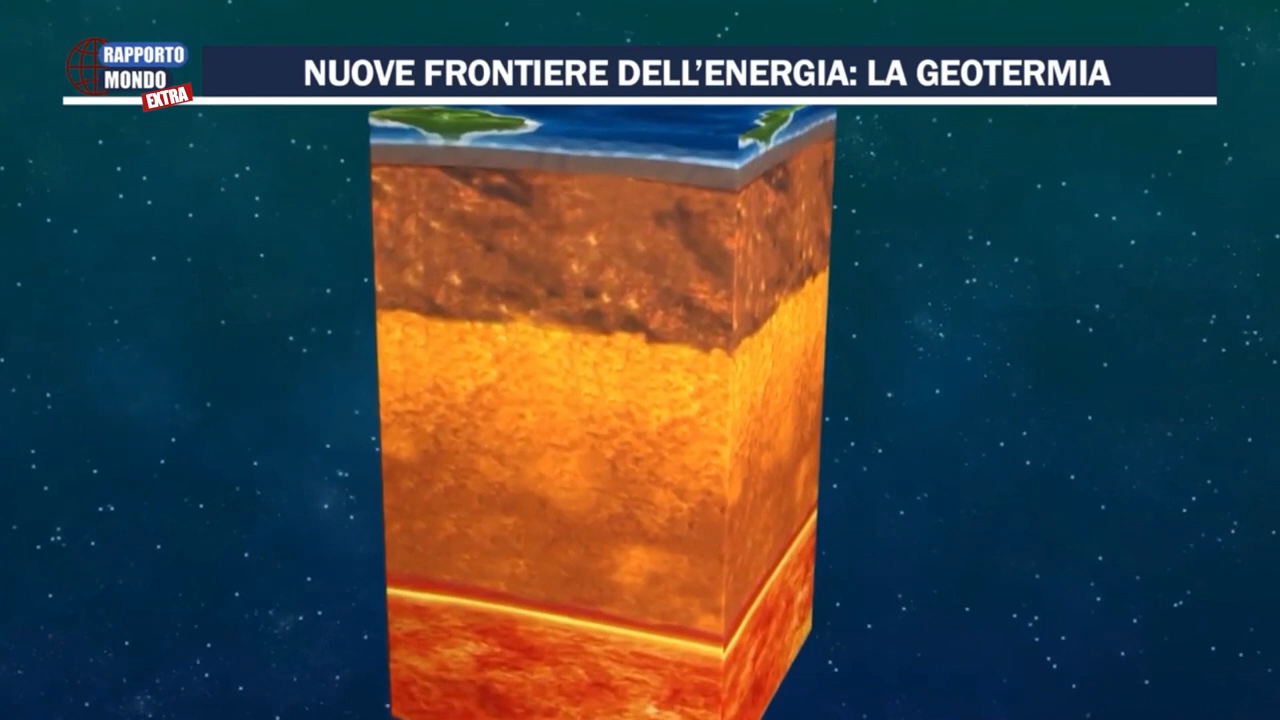 RAPPORTO
MONDO
EXTRA
NUOVE FRONTIERE DELL'ENERGIA: LA GEOTERMIA